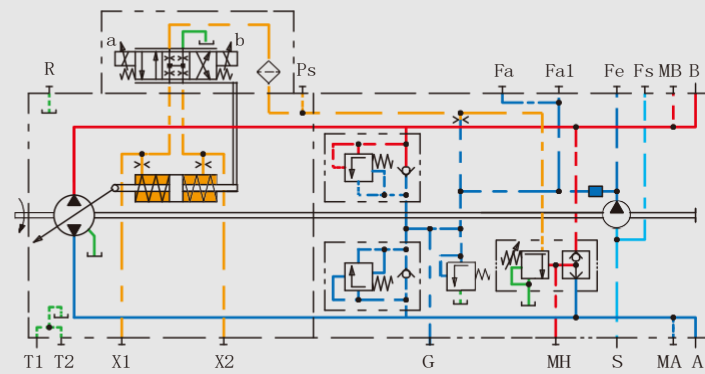 a b
R Ps Fa Fa1 Fe Fs MB B
T1 T2 X1 X2 G MH S MA A